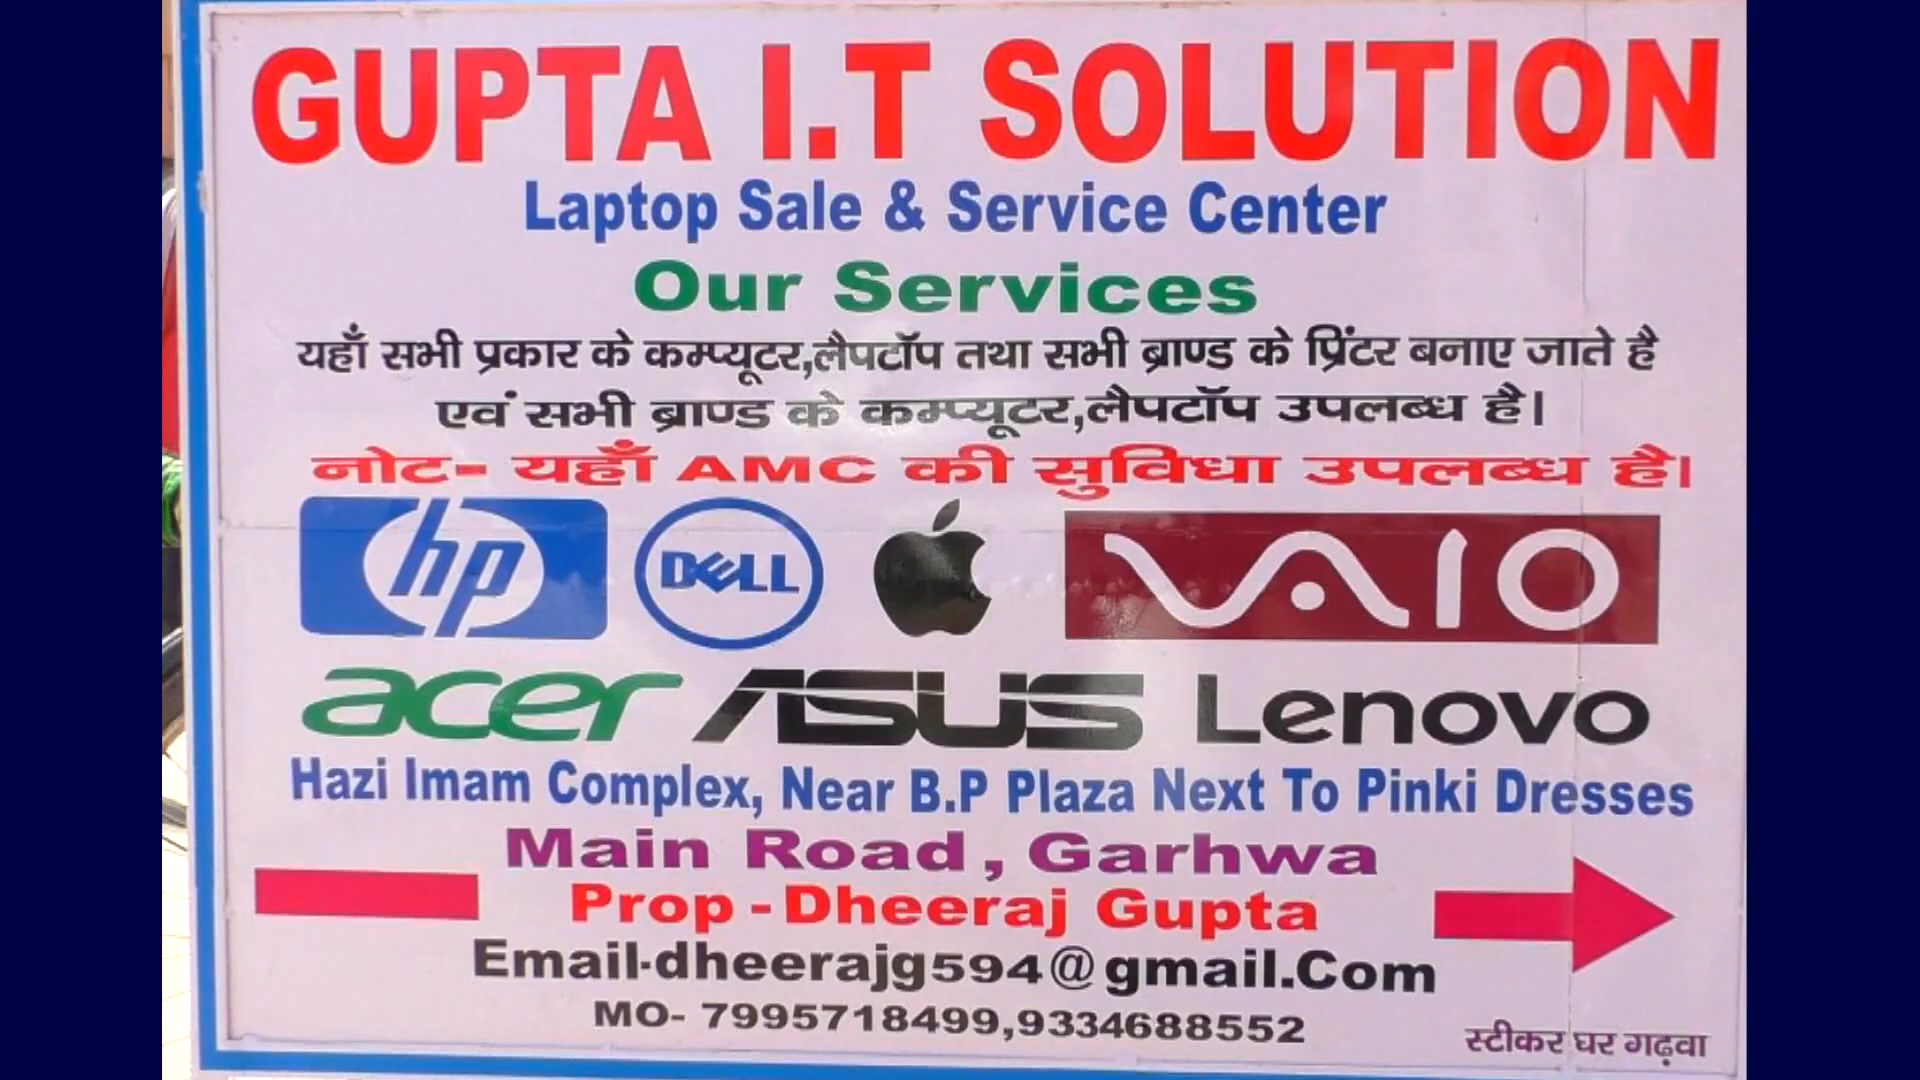 GUPTA I.T SOLUTION
Laptop Sale & Service Center
Our Services
यहाँ सभी प्रकार के कम्प्यूटर,लैपटॉप तथा सभी ब्राण्ड के प्रिंटर बनाए जाते है
एवं सभी ब्राण्ड के कम्प्यूटर,लैपटॉप उपलब्ध है।
नोट- यहाँ AMC की सुविधा उपलब्ध है।
hp DELL VAIO
acer ASUS Lenovo
Hazi Imam Complex, Near B.P Plaza Next To Pinki Dresses
Main Road, Garhwa
Prop - Dheeraj Gupta
Email-dheerajg594@gmail.Com
MO- 7995718499,9334688552
स्टीकर घर गढ़वा